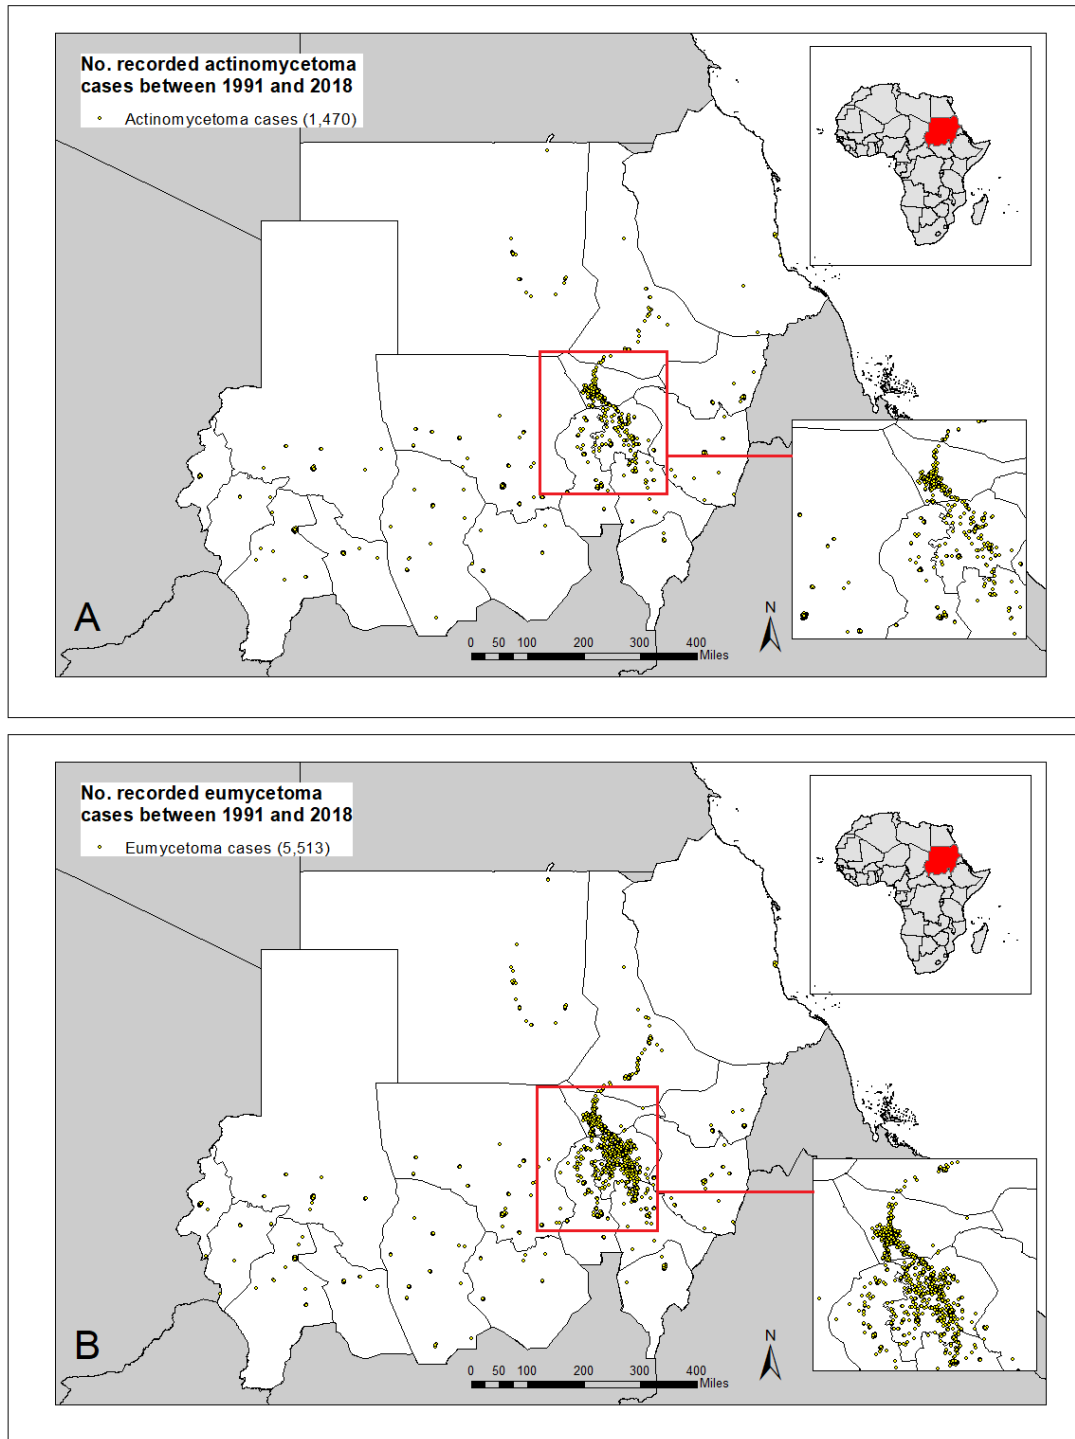 No. recorded actinomycetoma
cases between 1991 and 2018
Actinomycetoma cases (1,470)
A
N
0 50 100 200 300 400
Miles
No. recorded eumycetoma
cases between 1991 and 2018
Eumycetoma cases (5,513)
B
N
0 50 100 200 300 400
Miles